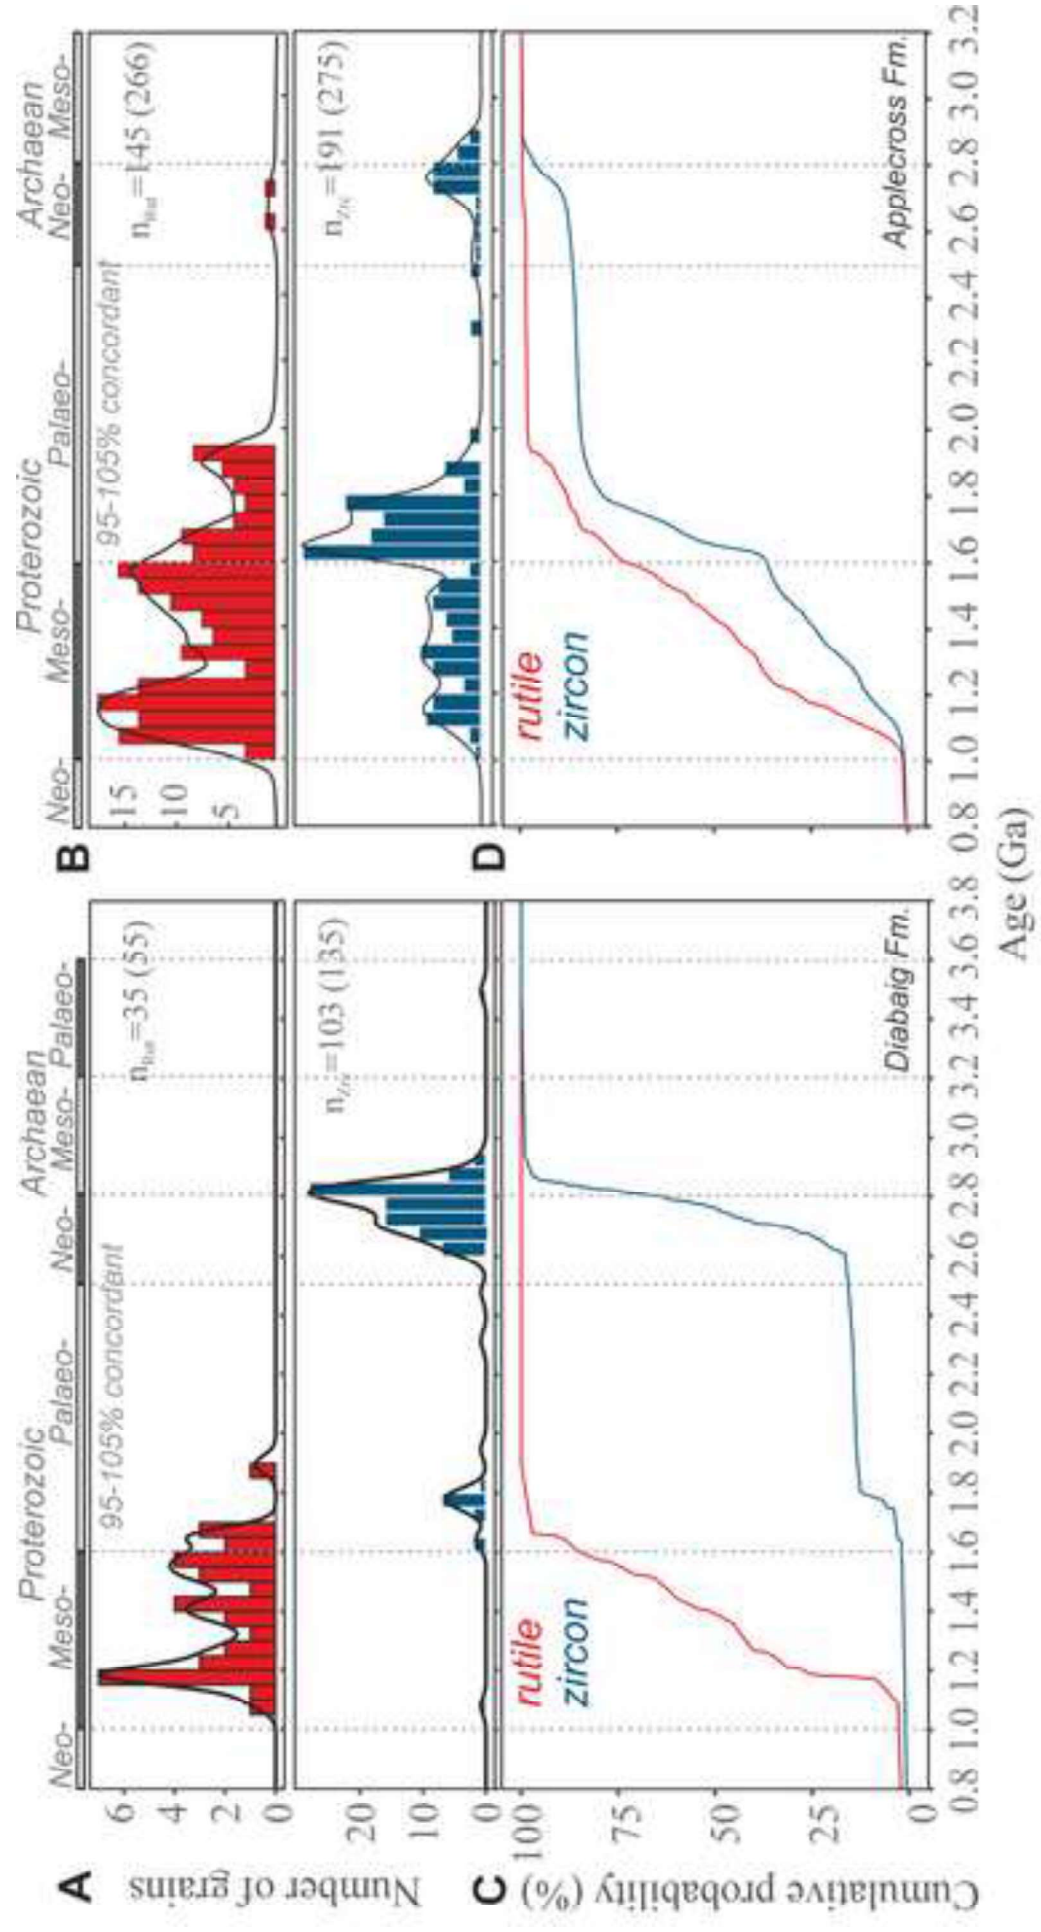 A
Proterozoic Archaean
Neo- Meso- Palaeo- Neo- Meso- Palaeo-
95-105% concordant
nRut=35 (55)
6
4
2
0
Number of grains
nZrc=103 (135)
20
10
0
C
rutile
zircon
Diabaig Fm.
100
75
50
25
0
Cumulative probability (%)
0.8 1.0 1.2 1.4 1.6 1.8 2.0 2.2 2.4 2.6 2.8 3.0 3.2 3.4 3.6 3.8
B
Proterozoic Archaean
Neo- Meso- Palaeo- Neo- Meso-
95-105% concordant
nRut=145 (266)
15
10
5
nZrc=191 (275)
D
rutile
zircon
Applecross Fm.
0.8 1.0 1.2 1.4 1.6 1.8 2.0 2.2 2.4 2.6 2.8 3.0 3.2
Age (Ga)